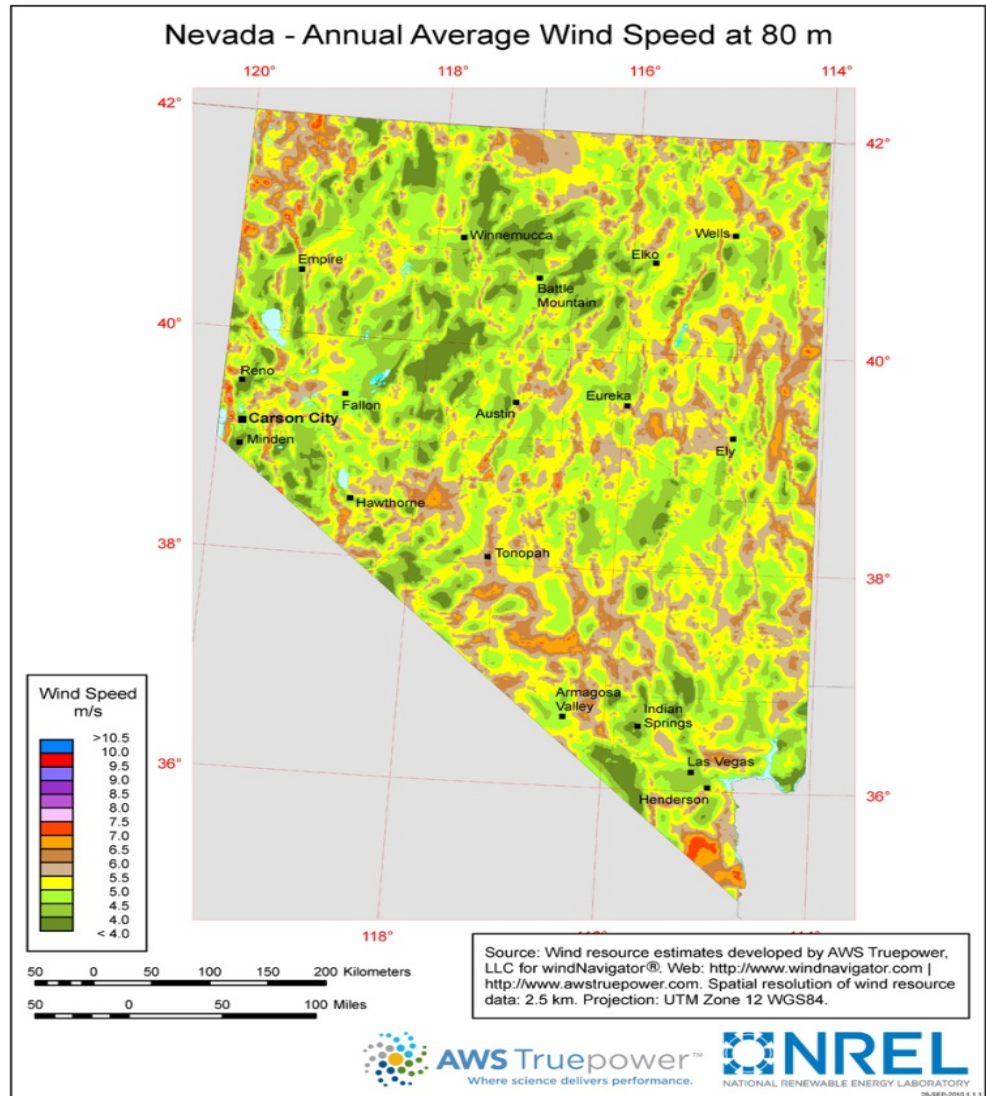 Nevada - Annual Average Wind Speed at 80 m
120° 118° 116° 114°
42°
42°
Winnemucca
Wells
Elko
Empire
Battle
Mountain
40°
40°
Reno
Fallon
Austin
Eureka
Carson City
Minden
Ely
Hawthorne
Tonopah
38°
38°
Armagosa
Valley
Indian
Springs
36°
Las Vegas
36°
Henderson
Wind Speed
m/s
>10.5
10.0
9.5
9.0
8.5
8.0
7.5
7.0
6.5
6.0
5.5
5.0
4.5
4.0
< 4.0
118°
50 0 50 100 150 200 Kilometers
50 0 50 100 Miles
Source: Wind resource estimates developed by AWS Truepower,
LLC for windNavigator®. Web: http://www.windnavigator.com |
http://www.awstruepower.com. Spatial resolution of wind resource
data: 2.5 km. Projection: UTM Zone 12 WGS84.
AWS Truepower™
Where science delivers performance.
NREL
NATIONAL RENEWABLE ENERGY LABORATORY